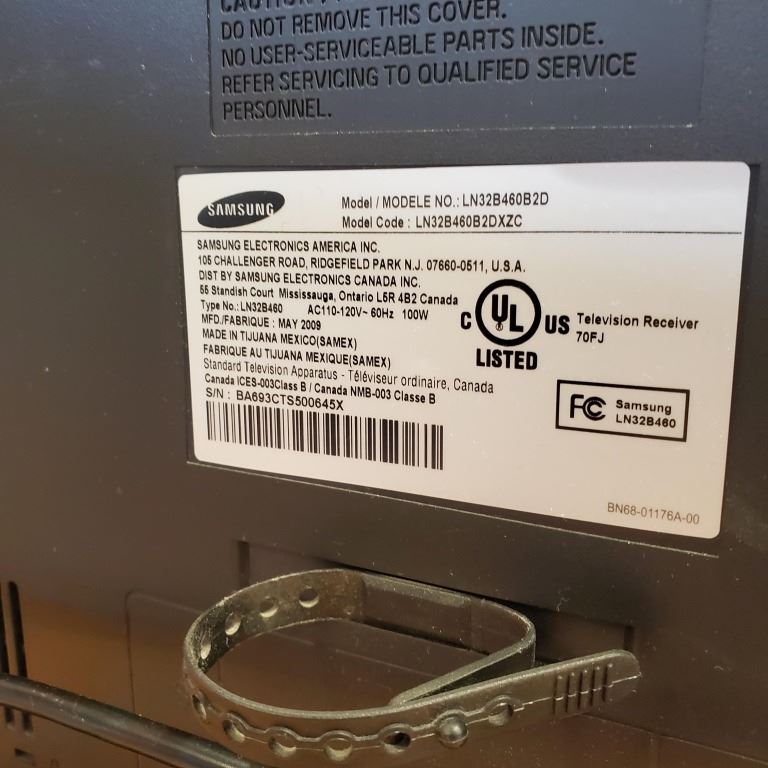 DO NOT REMOVE THIS COVER.
NO USER-SERVICEABLE PARTS INSIDE.
REFER SERVICING TO QUALIFIED SERVICE
PERSONNEL.
SAMSUNG
Model / MODELE NO.: LN32B460B2D
Model Code : LN32B460B2DXZC
SAMSUNG ELECTRONICS AMERICA INC.
105 CHALLENGER ROAD, RIDGEFIELD PARK N.J. 07660-0511, U.S.A.
DIST BY SAMSUNG ELECTRONICS CANADA INC.
55 Standish Court Mississauga, Ontario L5R 4B2 Canada
Type No.: LN32B460 AC110-120V~ 60Hz 100W
MFD./FABRIQUE : MAY 2009
MADE IN TIJUANA MEXICO(SAMEX)
FABRIQUE AU TIJUANA MEXIQUE(SAMEX)
Standard Television Apparatus - Téléviseur ordinaire, Canada
Canada ICES-003Class B / Canada NMB-003 Classe B
S/N : BA693CTS500645X
C UL ® US
LISTED
Television Receiver
70FJ
FC
Samsung
LN32B460
BN68-01176A-00